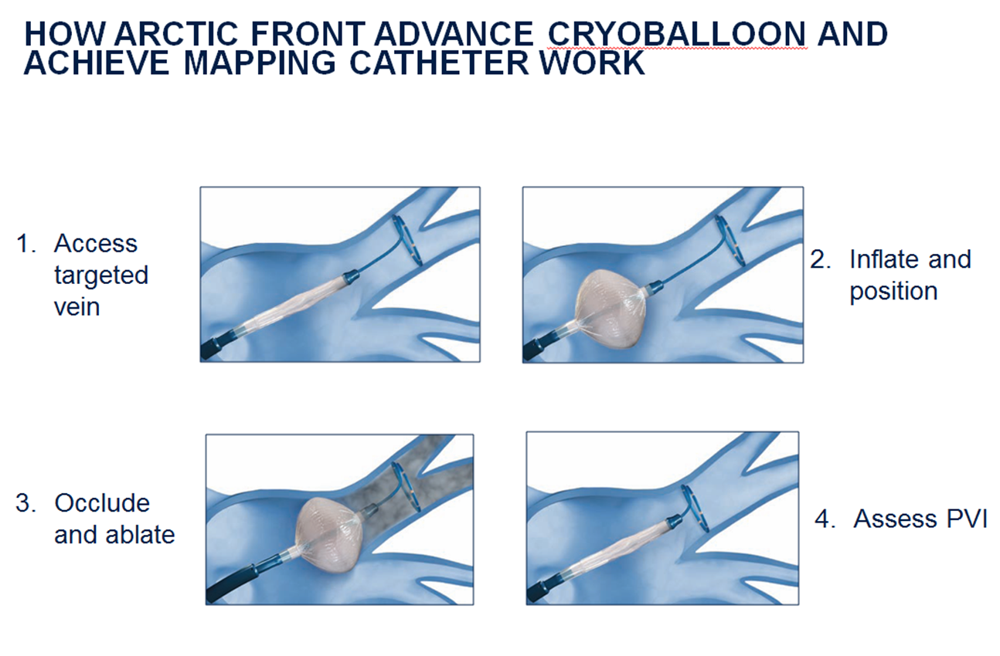 HOW ARCTIC FRONT ADVANCE CRYOBALLOON AND
ACHIEVE MAPPING CATHETER WORK
1. Access
targeted
vein
2. Inflate and
position
3. Occlude
and ablate
4. Assess PVI